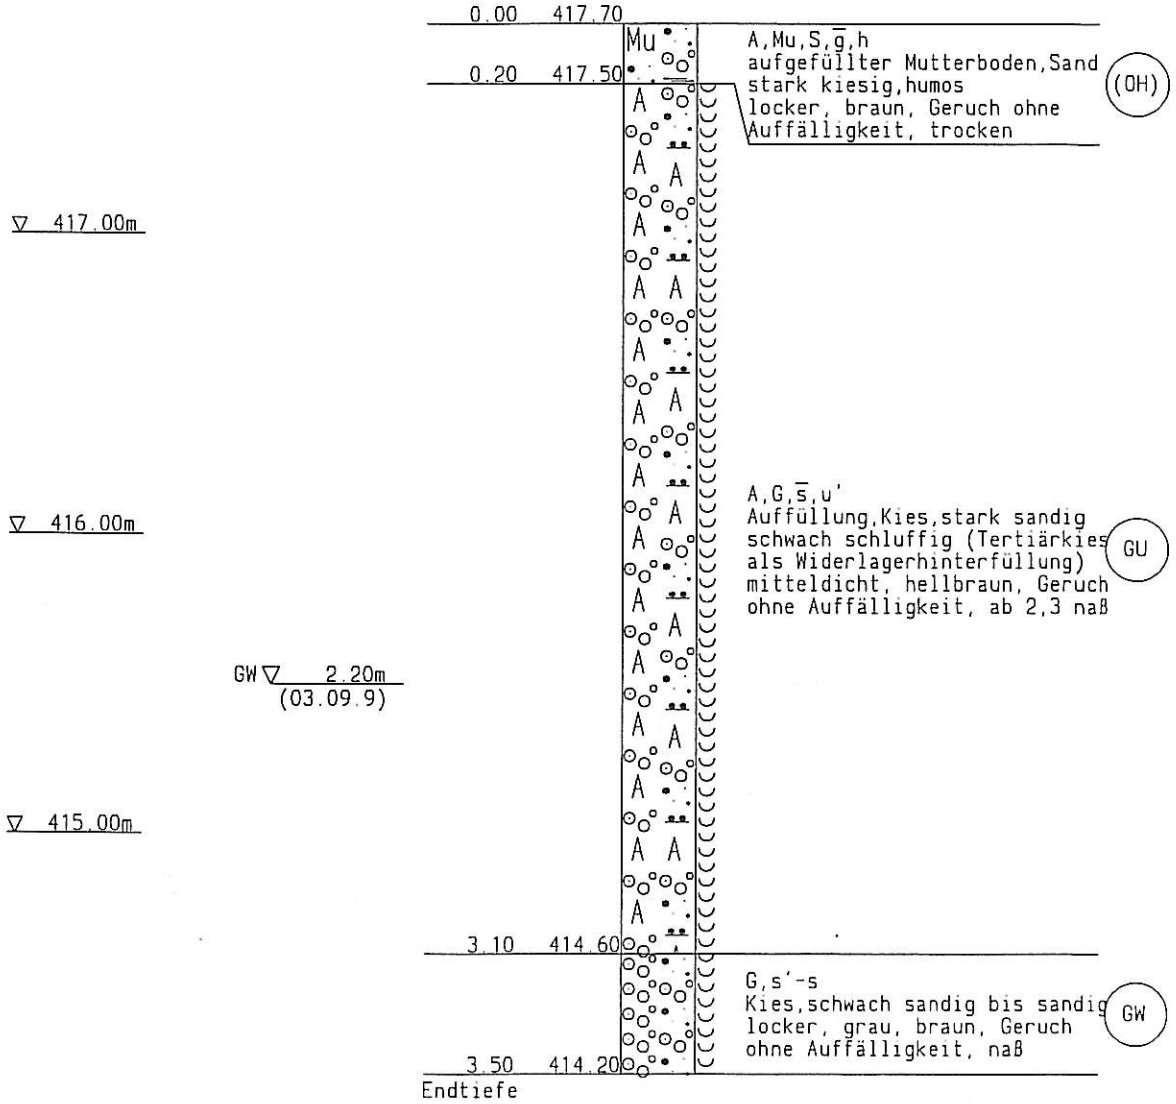 0.00 417.70
Mu
A,Mu,S,g̅,h
aufgefüllter Mutterboden,Sand
stark kiesig,humos
locker, braun, Geruch ohne
Auffälligkeit, trocken
(OH)
0.20 417.50
▽ 417.00m
▽ 416.00m
A,G,s̅,u'
Auffüllung,Kies,stark sandig
schwach schluffig (Tertiärkies
als Widerlagerhinterfüllung)
mitteldicht, hellbraun, Geruch
ohne Auffälligkeit, ab 2,3 naß
GU
GW ▽ 2.20m
(03.09.9)
▽ 415.00m
A A
A
A A
A
A A
A
A A
A
A A
A
A A
A
A A
A
A A
A
3.10 414.60
G,s'-s
Kies,schwach sandig bis sandig
locker, grau, braun, Geruch
ohne Auffälligkeit, naß
GW
3.50 414.20
Endtiefe